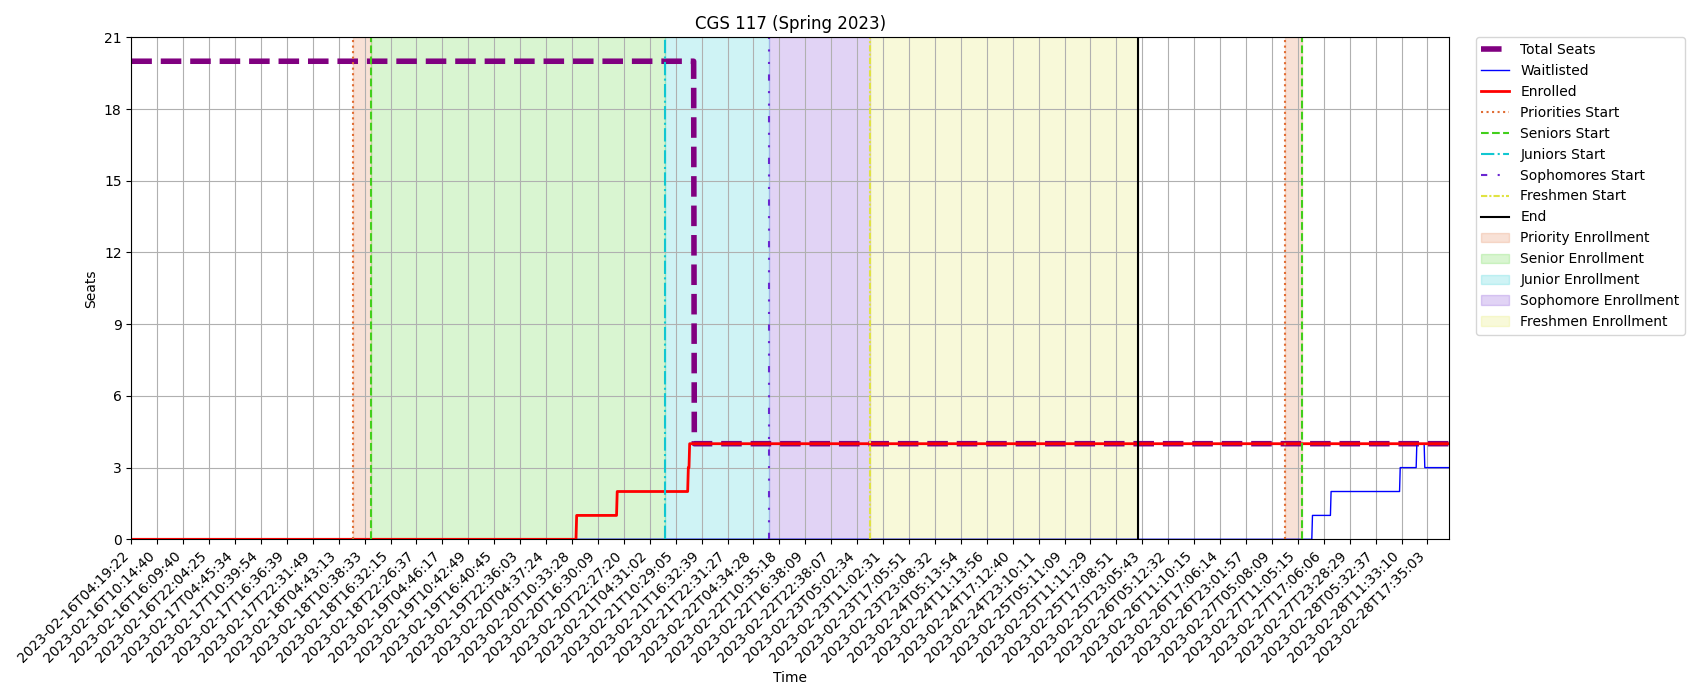 CGS 117 (Spring 2023)
Seats
21
18
15
12
9
6
3
0
2023-02-16T04:19:22
2023-02-16T10:14:40
2023-02-16T16:09:40
2023-02-16T22:04:25
2023-02-17T04:45:34
2023-02-17T10:39:54
2023-02-17T16:36:39
2023-02-17T22:31:49
2023-02-18T04:43:13
2023-02-18T10:38:33
2023-02-18T16:32:15
2023-02-18T22:26:37
2023-02-19T04:46:17
2023-02-19T10:42:49
2023-02-19T16:40:45
2023-02-19T22:36:03
2023-02-20T04:37:24
2023-02-20T10:33:28
2023-02-20T16:30:09
2023-02-20T22:27:20
2023-02-21T04:31:02
2023-02-21T10:29:05
2023-02-21T16:32:39
2023-02-21T22:31:27
2023-02-22T04:34:28
2023-02-22T10:35:18
2023-02-22T16:38:09
2023-02-22T22:38:07
2023-02-23T05:02:34
2023-02-23T11:02:31
2023-02-23T17:05:51
2023-02-23T23:08:32
2023-02-24T05:13:54
2023-02-24T11:13:56
2023-02-24T17:12:40
2023-02-24T23:10:11
2023-02-25T05:11:09
2023-02-25T11:11:29
2023-02-25T17:08:51
2023-02-25T23:05:43
2023-02-26T05:12:32
2023-02-26T11:10:15
2023-02-26T17:06:14
2023-02-26T23:01:57
2023-02-27T05:08:09
2023-02-27T11:05:15
2023-02-27T17:06:06
2023-02-27T23:28:29
2023-02-28T05:32:37
2023-02-28T11:33:10
2023-02-28T17:35:03
Time
Total Seats
Waitlisted
Enrolled
Priorities Start
Seniors Start
Juniors Start
Sophomores Start
Freshmen Start
End
Priority Enrollment
Senior Enrollment
Junior Enrollment
Sophomore Enrollment
Freshmen Enrollment